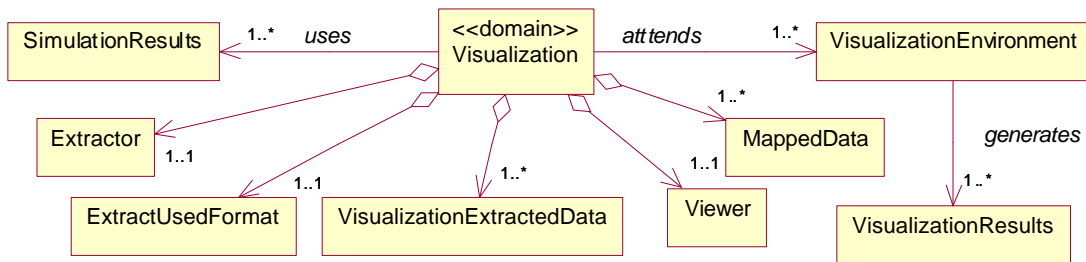 SimulationResults
1..*
uses
<<domain>>
Visualization
atttends
1..*
VisualizationEnvironment
Extractor
1..1
1..*
MappedData
generates
ExtractUsedFormat
1..1
VisualizationExtractedData
1..*
Viewer
1..1
VisualizationResults
1..*